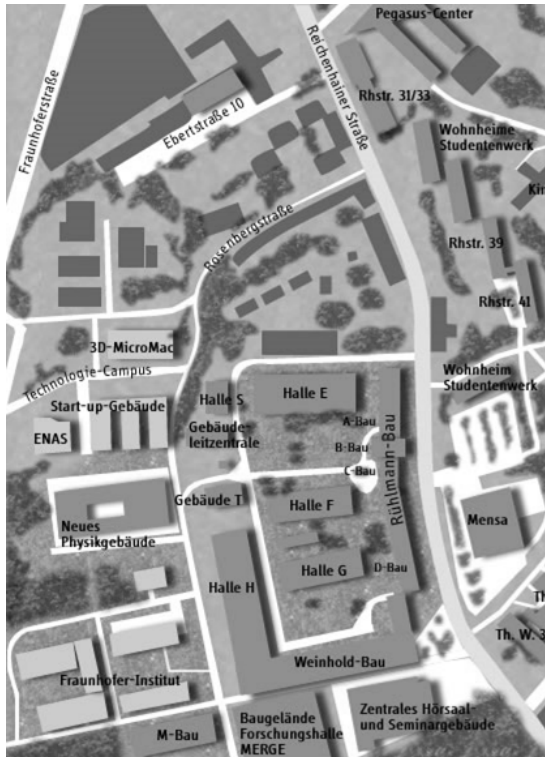 Pegasus-Center
Fraunhoferstraße
Reichenhainer Straße
Rhstr. 31/33
Ebertstraße 10
Wohnheime
Studentenwerk
Rosenbergstraße
Rhstr. 39
Rhstr. 41
3D-MicroMac
Technologie-Campus
Wohnheim
Studentenwerk
Start-up-Gebäude
Halle S
Halle E
ENAS
Gebäude-
leitzentrale
A-Bau
B-Bau
C-Bau
Rühlmann-Bau
Gebäude T
Halle F
Neues
Physikgebäude
Mensa
Halle H
Halle G
D-Bau
Th. W. 3
Weinhold-Bau
Fraunhofer-Institut
Zentrales Hörsaal-
und Seminargebäude
Baugelände
Forschungshalle
MERGE
M-Bau